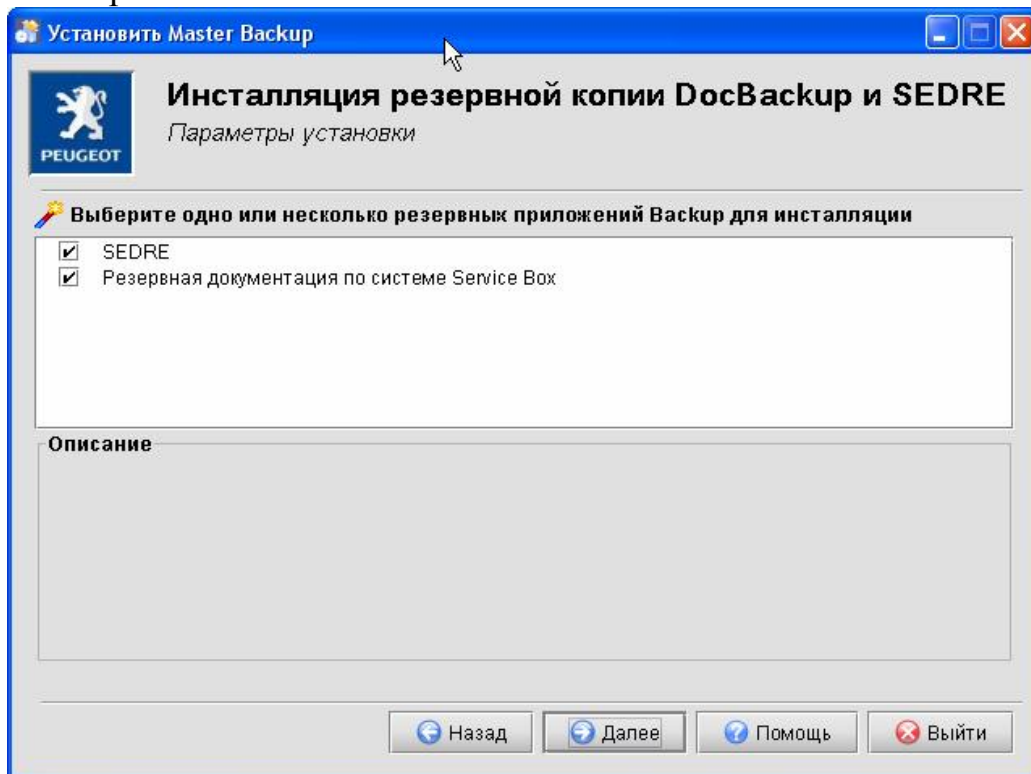 Установить Master Backup
Инсталляция резервной копии DocBackup и SEDRE
Параметры установки
PEUGEOT
Выберите одно или несколько резервных приложений Backup для инсталляции
SEDRE
Резервная документация по системе Service Box
Описание
Назад Далее Помощь Выйти